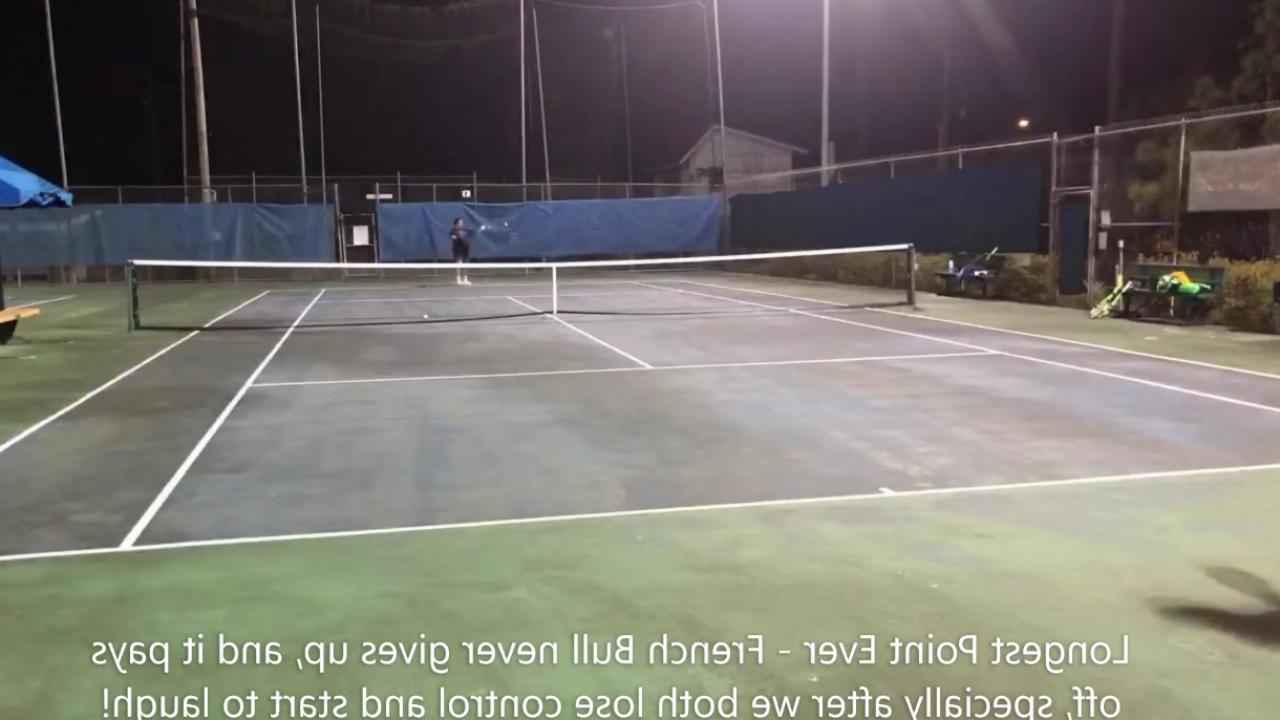 Longest Point Ever - French Bull never gives up, and it pays
off, specially after we both lose control and start to laugh!